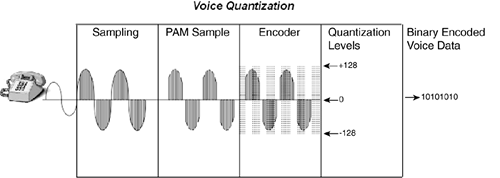 Voice Quantization
Sampling
PAM Sample
Encoder
Quantization
Levels
Binary Encoded
Voice Data
+128
0
-128
10101010